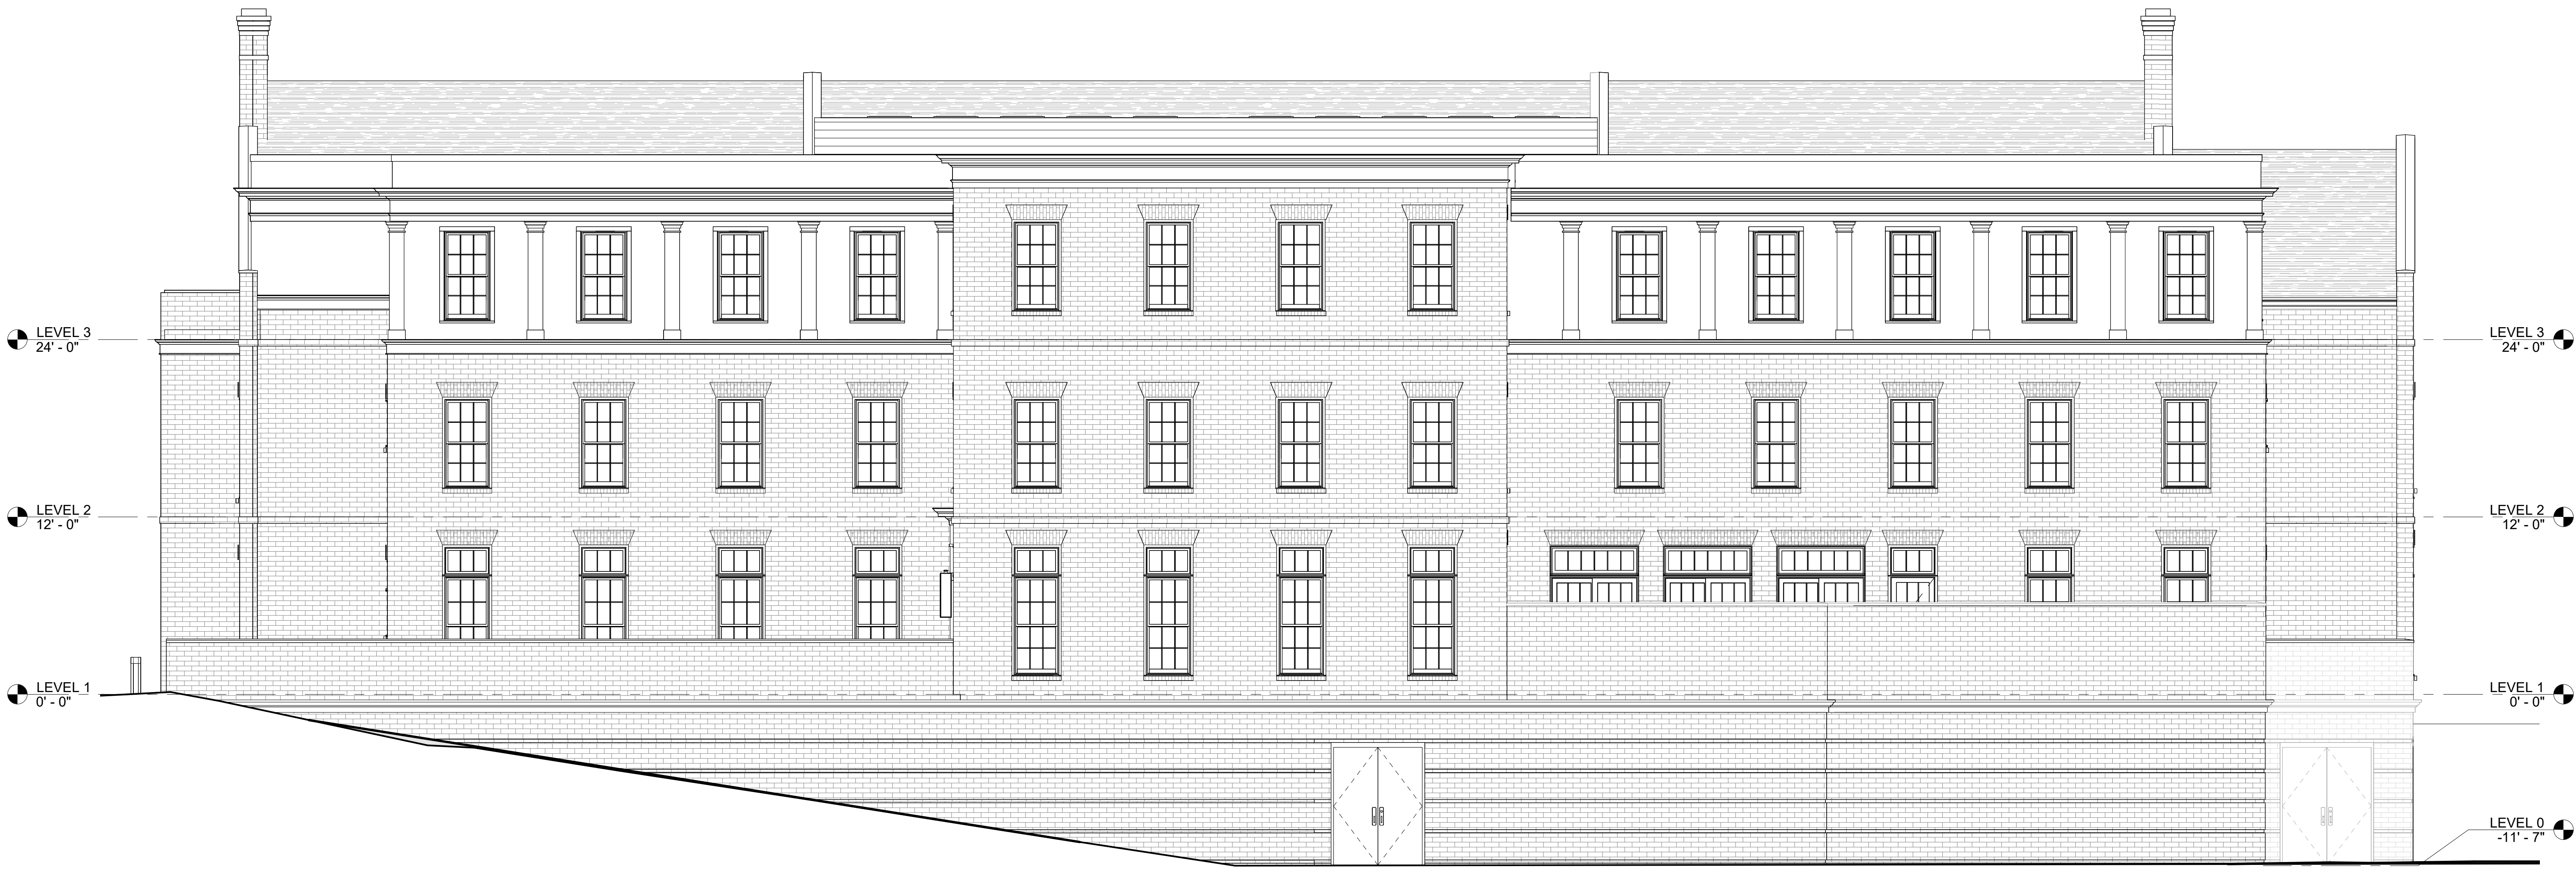 LEVEL 3
24' - 0"
LEVEL 3
24' - 0"
LEVEL 2
12' - 0"
LEVEL 2
12' - 0"
LEVEL 1
0' - 0"
LEVEL 1
0' - 0"
LEVEL 0
-11' - 7"